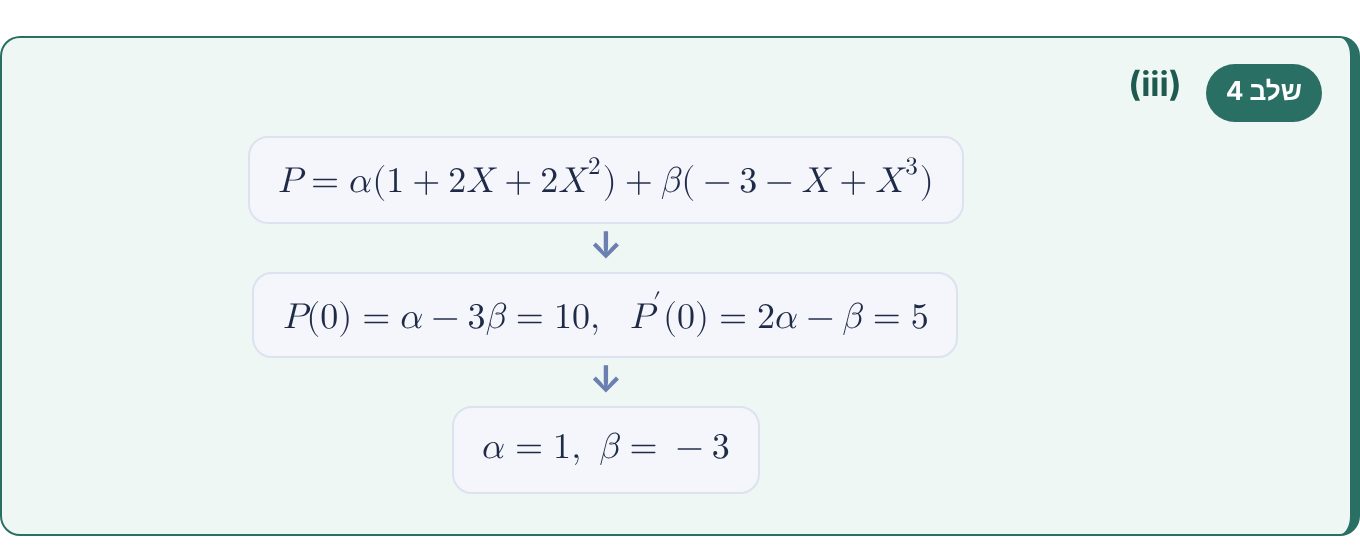 שלב 4 (iii)
P = α(1 + 2X + 2X²) + β( − 3 − X + X³)
↓
P(0) = α − 3β = 10, P′(0) = 2α − β = 5
↓
α = 1, β = − 3